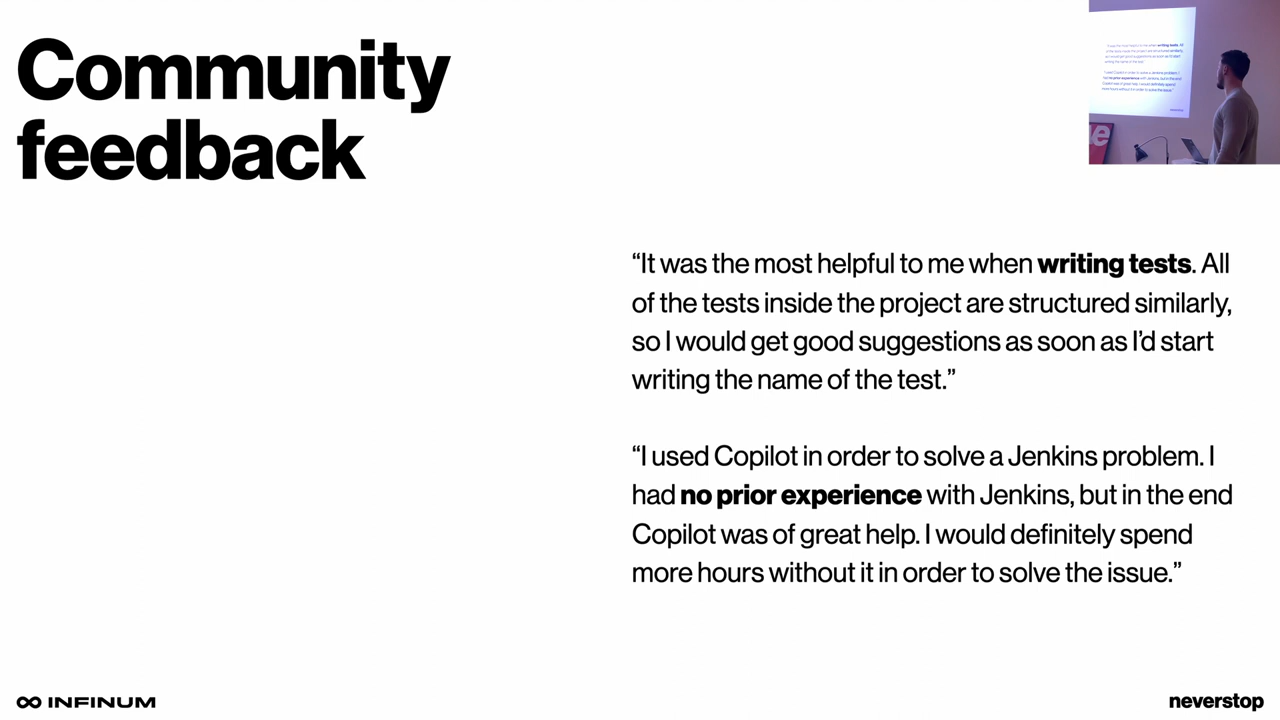 Community
feedback
“It was the most helpful to me when writing tests. All
of the tests inside the project are structured similarly,
so I would get good suggestions as soon as I’d start
writing the name of the test.”
“I used Copilot in order to solve a Jenkins problem. I
had no prior experience with Jenkins, but in the end
Copilot was of great help. I would definitely spend
more hours without it in order to solve the issue.”
INFINUM
neverstop